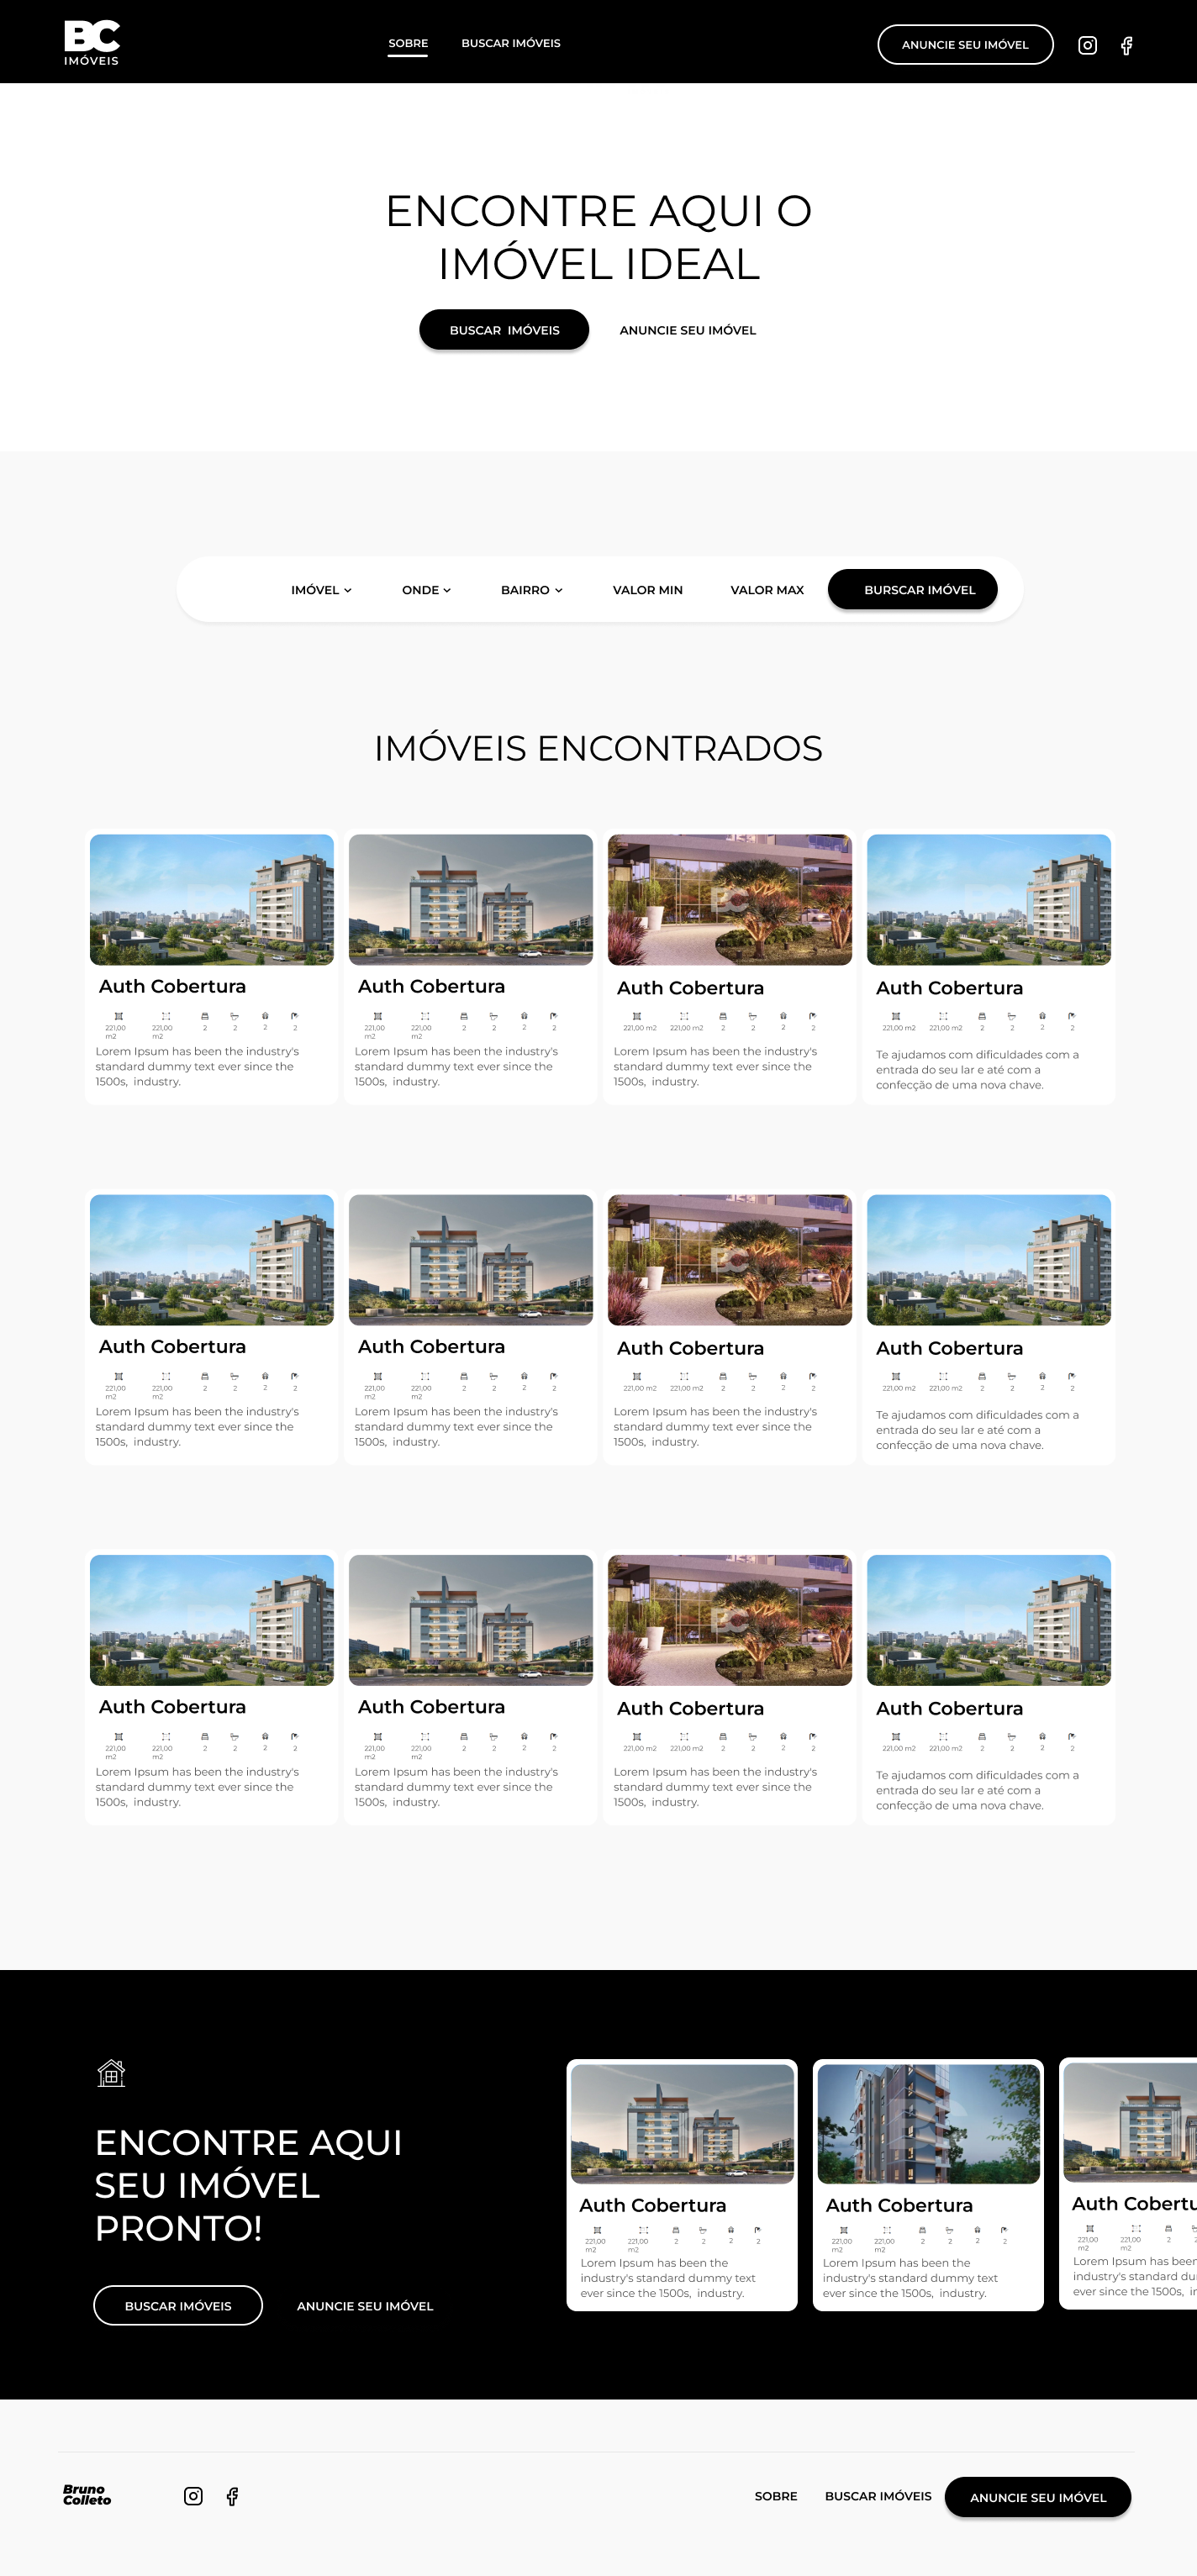 BC
IMÓVEIS
SOBRE
BUSCAR IMÓVEIS
ANUNCIE SEU IMÓVEL
ENCONTRE AQUI O
IMÓVEL IDEAL
BUSCAR IMÓVEIS
ANUNCIE SEU IMÓVEL
IMÓVEL
ONDE
BAIRRO
VALOR MIN
VALOR MAX
BURSCAR IMÓVEL
IMÓVEIS ENCONTRADOS
Auth Cobertura
221,00
m2
221,00
m2
2
2
2
2
Lorem Ipsum has been the industry's
standard dummy text ever since the
1500s, industry.
Auth Cobertura
221,00
m2
221,00
m2
2
2
2
2
Lorem Ipsum has been the industry's
standard dummy text ever since the
1500s, industry.
BC
Auth Cobertura
221,00 m2
221,00 m2
2
2
2
2
Lorem Ipsum has been the industry's
standard dummy text ever since the
1500s, industry.
Auth Cobertura
221,00 m2
221,00 m2
2
2
2
2
Te ajudamos com dificuldades com a
entrada do seu lar e até com a
confecção de uma nova chave.
Auth Cobertura
221,00
m2
221,00
m2
2
2
2
2
Lorem Ipsum has been the industry's
standard dummy text ever since the
1500s, industry.
Auth Cobertura
221,00
m2
221,00
m2
2
2
2
2
Lorem Ipsum has been the industry's
standard dummy text ever since the
1500s, industry.
BC
Auth Cobertura
221,00 m2
221,00 m2
2
2
2
2
Lorem Ipsum has been the industry's
standard dummy text ever since the
1500s, industry.
Auth Cobertura
221,00 m2
221,00 m2
2
2
2
2
Te ajudamos com dificuldades com a
entrada do seu lar e até com a
confecção de uma nova chave.
Auth Cobertura
221,00
m2
221,00
m2
2
2
2
2
Lorem Ipsum has been the industry's
standard dummy text ever since the
1500s, industry.
Auth Cobertura
221,00
m2
221,00
m2
2
2
2
2
Lorem Ipsum has been the industry's
standard dummy text ever since the
1500s, industry.
BC
Auth Cobertura
221,00 m2
221,00 m2
2
2
2
2
Lorem Ipsum has been the industry's
standard dummy text ever since the
1500s, industry.
Auth Cobertura
221,00 m2
221,00 m2
2
2
2
2
Te ajudamos com dificuldades com a
entrada do seu lar e até com a
confecção de uma nova chave.
ENCONTRE AQUI
SEU IMÓVEL
PRONTO!
BUSCAR IMÓVEIS
ANUNCIE SEU IMÓVEL
Auth Cobertura
221,00
m2
221,00
m2
2
2
2
2
Lorem Ipsum has been the
industry's standard dummy text
ever since the 1500s, industry.
Auth Cobertura
221,00
m2
221,00
m2
2
2
2
2
Lorem Ipsum has been the
industry's standard dummy text
ever since the 1500s, industry.
Auth Cobertu
221,00
m2
221,00
m2
2
Lorem Ipsum has been
industry's standard du
ever since the 1500s, in
Bruno
Colleto
SOBRE
BUSCAR IMÓVEIS
ANUNCIE SEU IMÓVEL